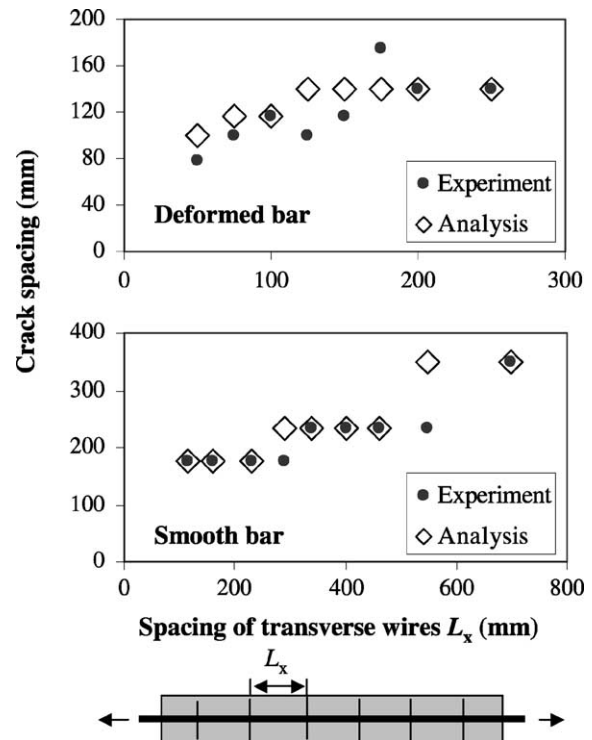 Crack spacing (mm)
200
160
120
80
40
0
Experiment
Analysis
Deformed bar
0 100 200 300
400
300
200
100
0
Experiment
Analysis
Smooth bar
0 200 400 600 800
Spacing of transverse wires Lx (mm)
Lx